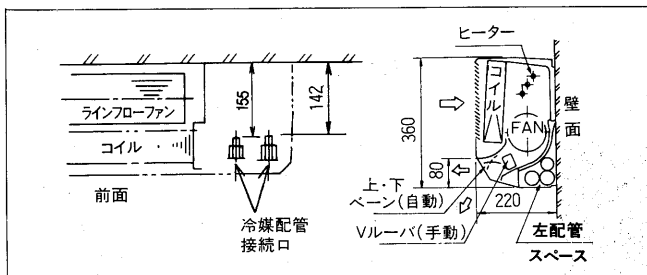 ヒーター
155
142
コイル
壁面
ラインフローファン
FAN
360
コイル
80
前面
上・下
ベーン(自動)
220
Vルーバ(手動)
冷媒配管
接続口
左配管
スペース